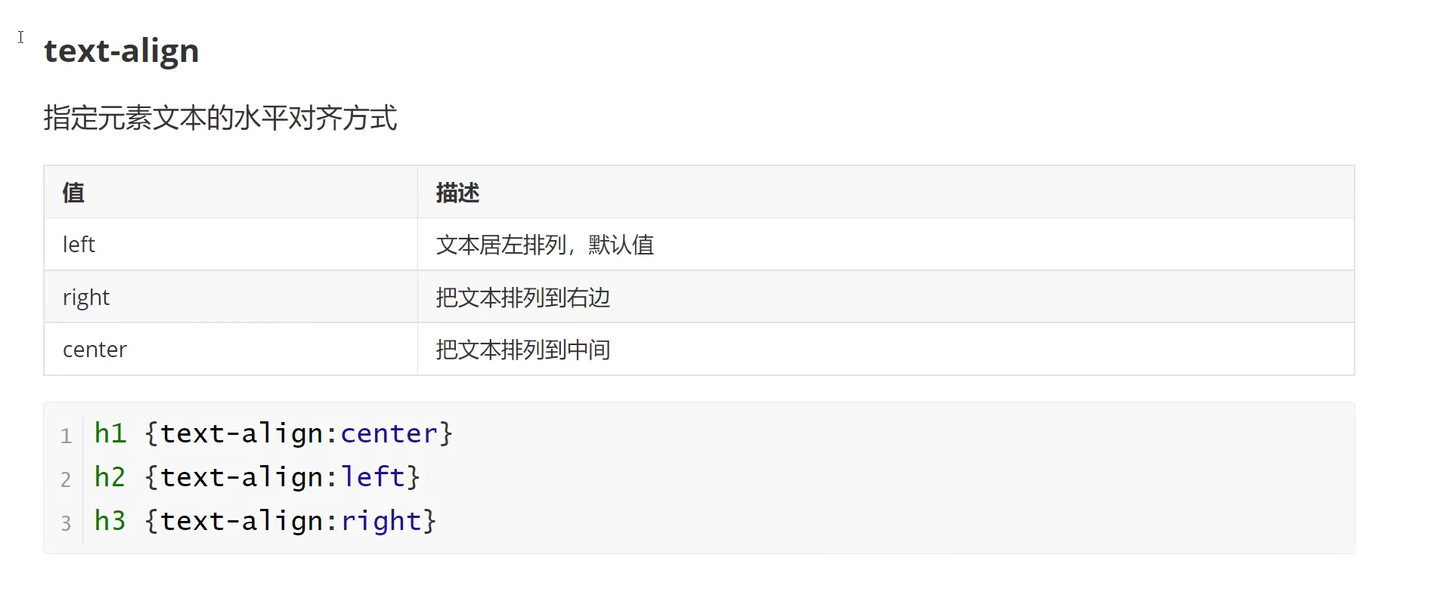 text-align
指定元素文本的水平对齐方式
值 描述
left 文本居左排列，默认值
right 把文本排列到右边
center 把文本排列到中间
1 h1 {text-align:center}
2 h2 {text-align:left}
3 h3 {text-align:right}